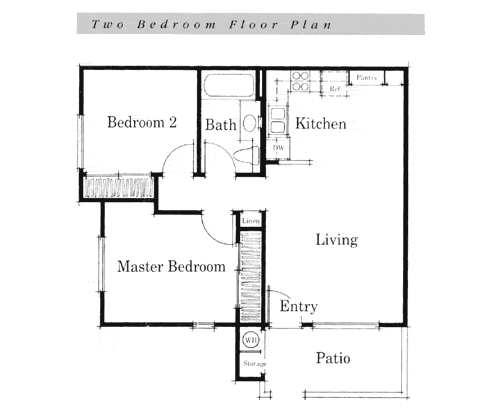 Two Bedroom Floor Plan
Pantry
Ref.
Bedroom 2
Bath
Kitchen
DW
Linen
Living
Master Bedroom
Entry
WH
Patio
Storage